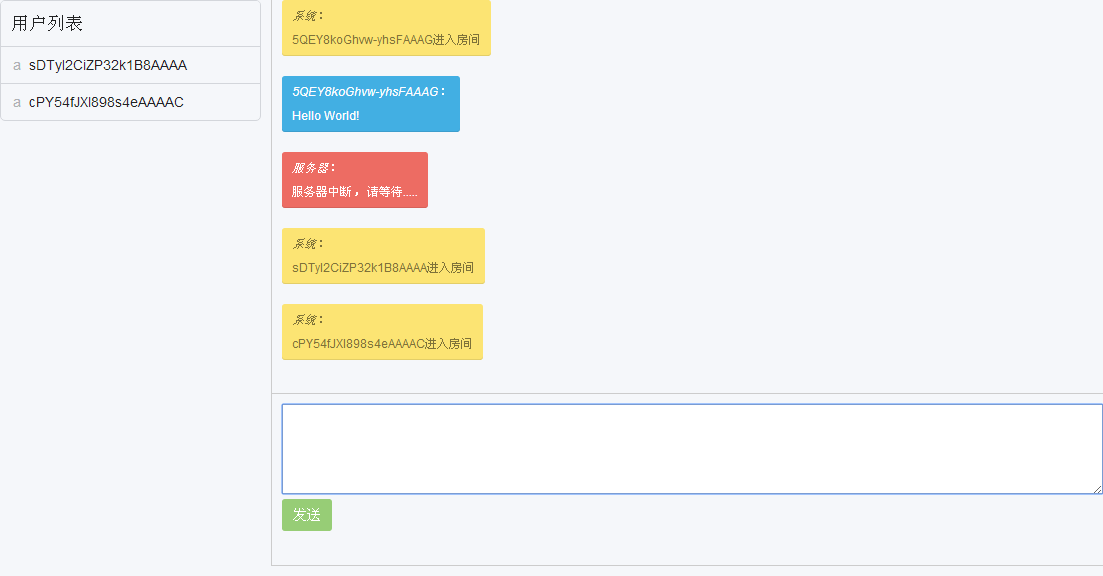 用户列表
a sDTyl2CiZP32k1B8AAAA
a cPY54fJXl898s4eAAAAC
系统：
5QEY8koGhvw-yhsFAAAG进入房间
5QEY8koGhvw-yhsFAAAG：
Hello World!
服务器：
服务器中断，请等待.....
系统：
sDTyl2CiZP32k1B8AAAA进入房间
系统：
cPY54fJXl898s4eAAAAC进入房间
发送